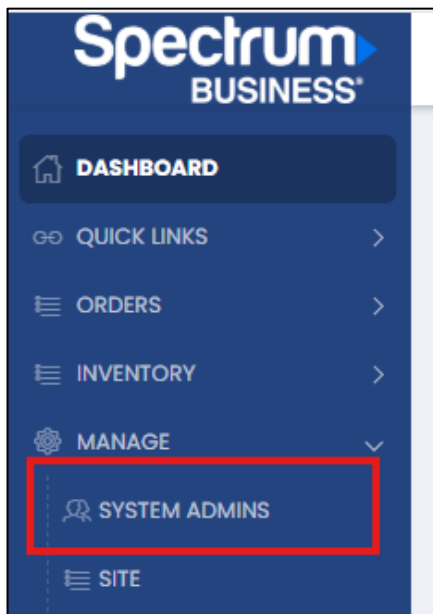 Spectrum
BUSINESS®
DASHBOARD
QUICK LINKS
ORDERS
INVENTORY
MANAGE
SYSTEM ADMINS
SITE